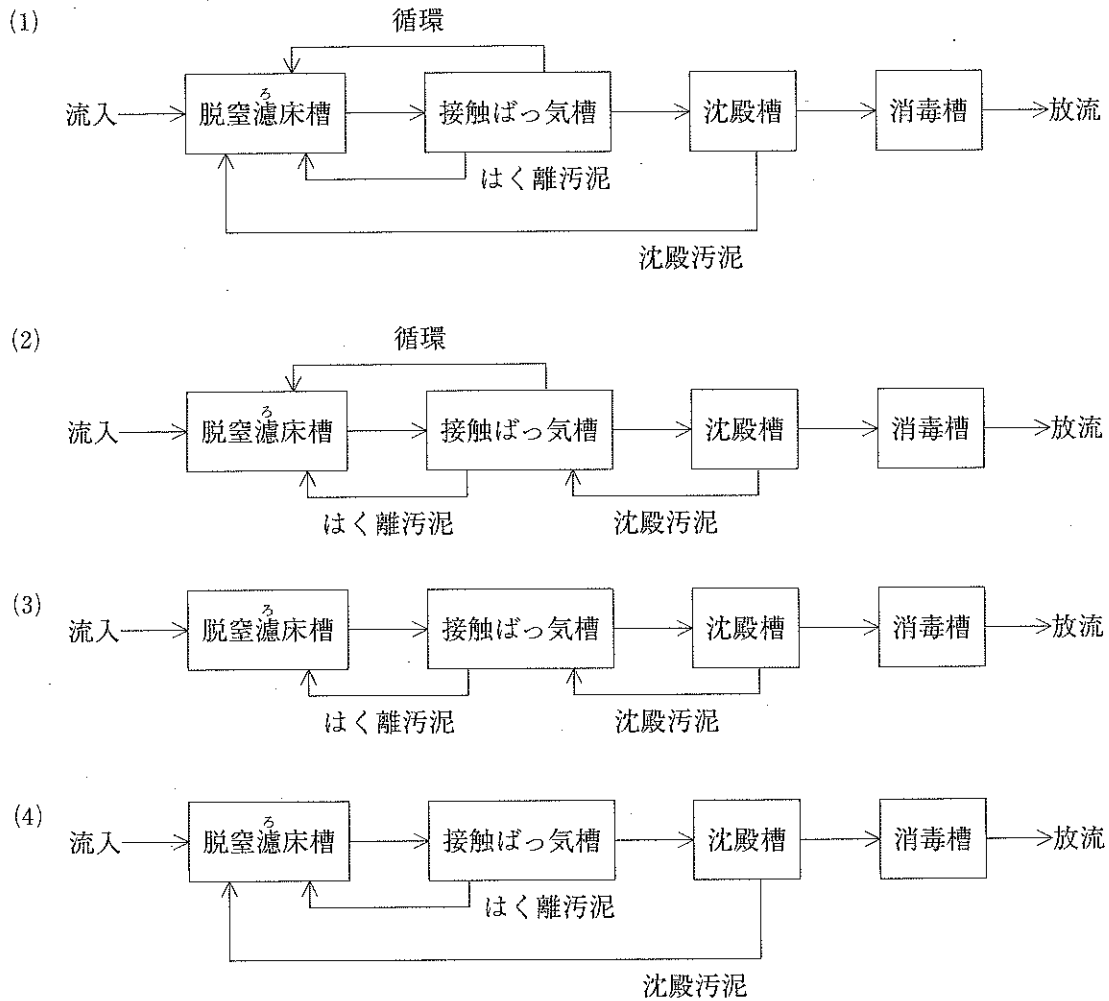 (1)
循環
流入 脱窒濾床槽 接触ばっ気槽 沈殿槽 消毒槽 放流
ろ
はく離汚泥
沈殿汚泥
(2)
循環
流入 脱窒濾床槽 接触ばっ気槽 沈殿槽 消毒槽 放流
ろ
はく離汚泥 沈殿汚泥
(3)
流入 脱窒濾床槽 接触ばっ気槽 沈殿槽 消毒槽 放流
ろ
はく離汚泥 沈殿汚泥
(4)
流入 脱窒濾床槽 接触ばっ気槽 沈殿槽 消毒槽 放流
ろ
はく離汚泥
沈殿汚泥